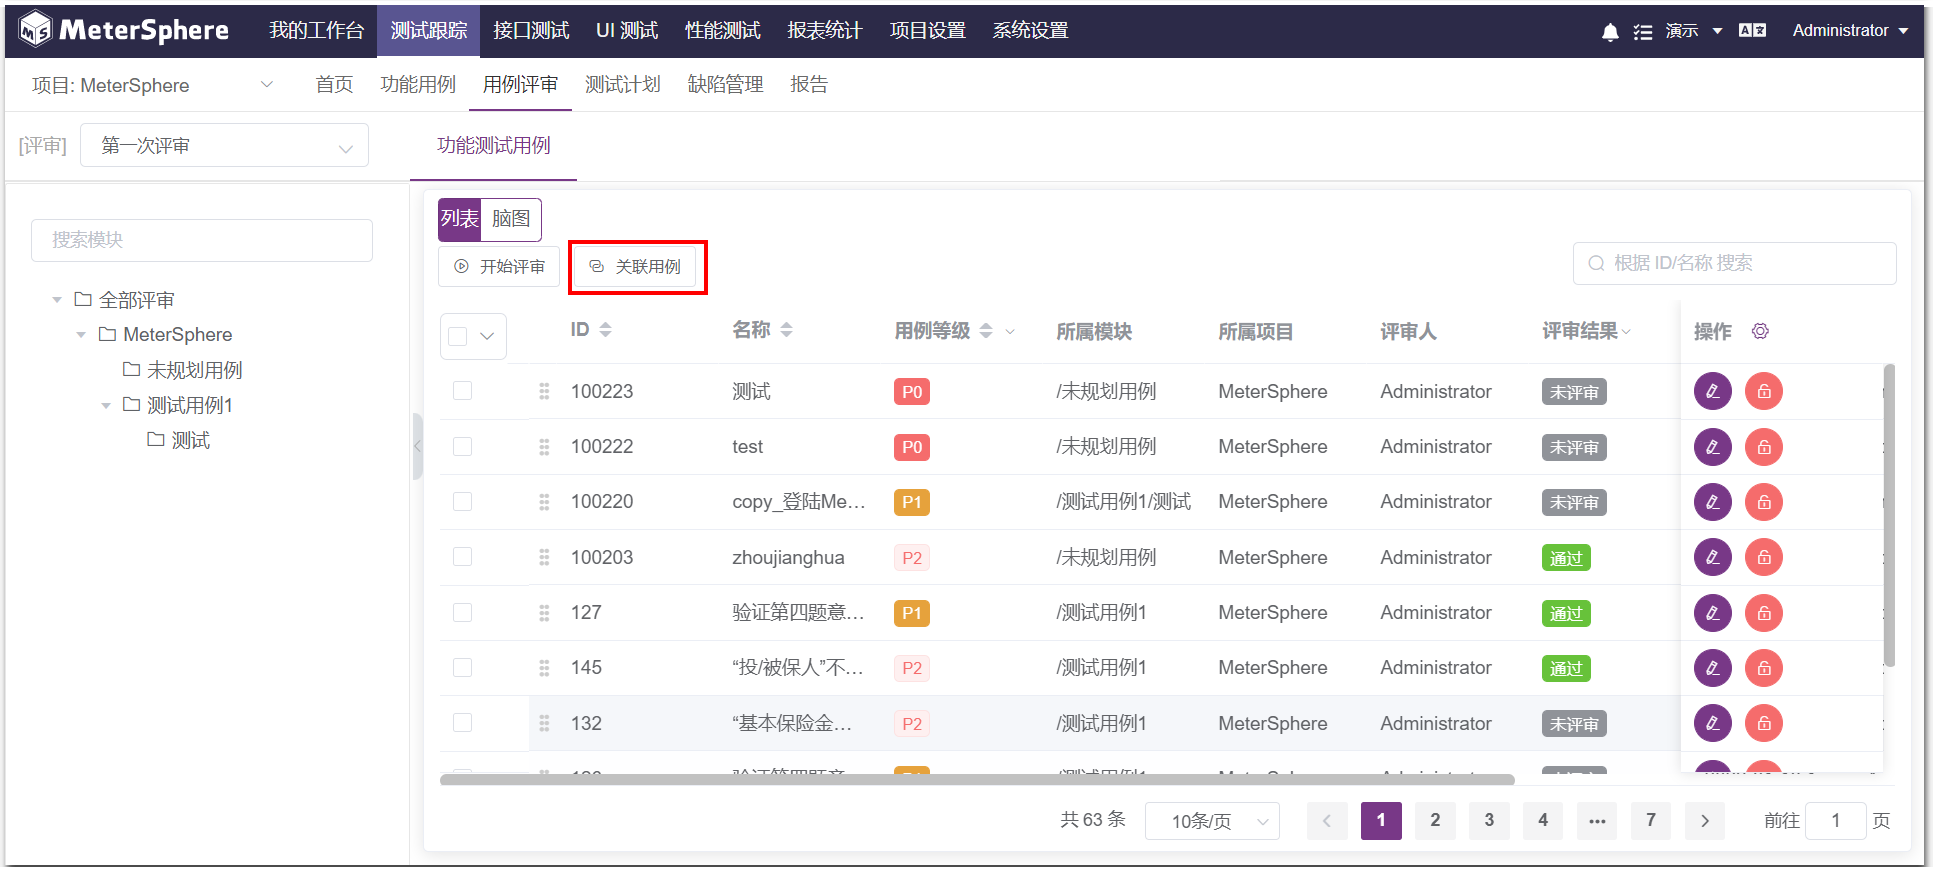 MeterSphere 我的工作台 测试跟踪 接口测试 UI 测试 性能测试 报表统计 项目设置 系统设置 演示 Administrator
项目: MeterSphere 首页 功能用例 用例评审 测试计划 缺陷管理 报告
[评审] 第一次评审 功能测试用例
搜索模块
全部评审
MeterSphere
未规划用例
测试用例1
测试
列表 脑图
开始评审 关联用例 根据 ID/名称 搜索
ID 名称 用例等级 所属模块 所属项目 评审人 评审结果 操作
100223 测试 P0 /未规划用例 MeterSphere Administrator 未评审
100222 test P0 /未规划用例 MeterSphere Administrator 未评审
100220 copy_登陆Me... P1 /测试用例1/测试 MeterSphere Administrator 未评审
100203 zhoujianghua P2 /未规划用例 MeterSphere Administrator 通过
127 验证第四题意... P1 /测试用例1 MeterSphere Administrator 通过
145 “投/被保人”不... P2 /测试用例1 MeterSphere Administrator 通过
132 “基本保险金... P2 /测试用例1 MeterSphere Administrator 未评审
共 63 条 10条/页 1 2 3 4 ... 7 前往 1 页